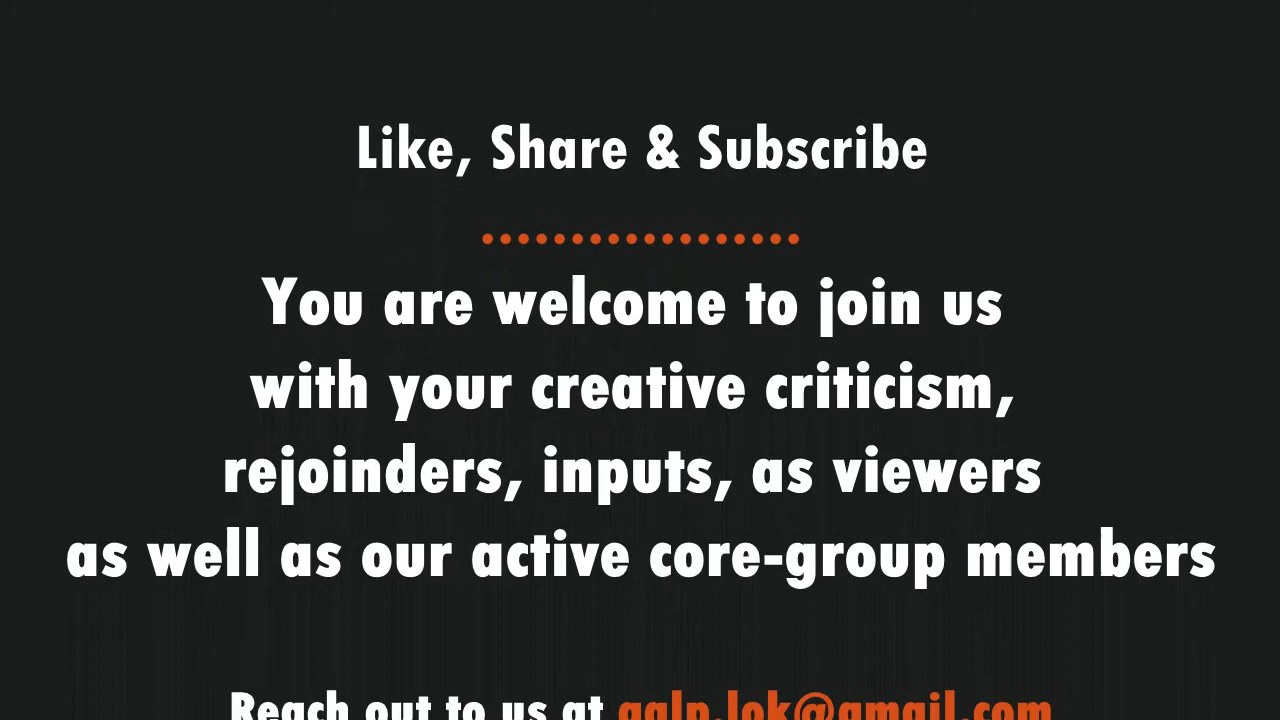 Like, Share & Subscribe
You are welcome to join us
with your creative criticism,
rejoinders, inputs, as viewers
as well as our active core-group members
Reach out to us at